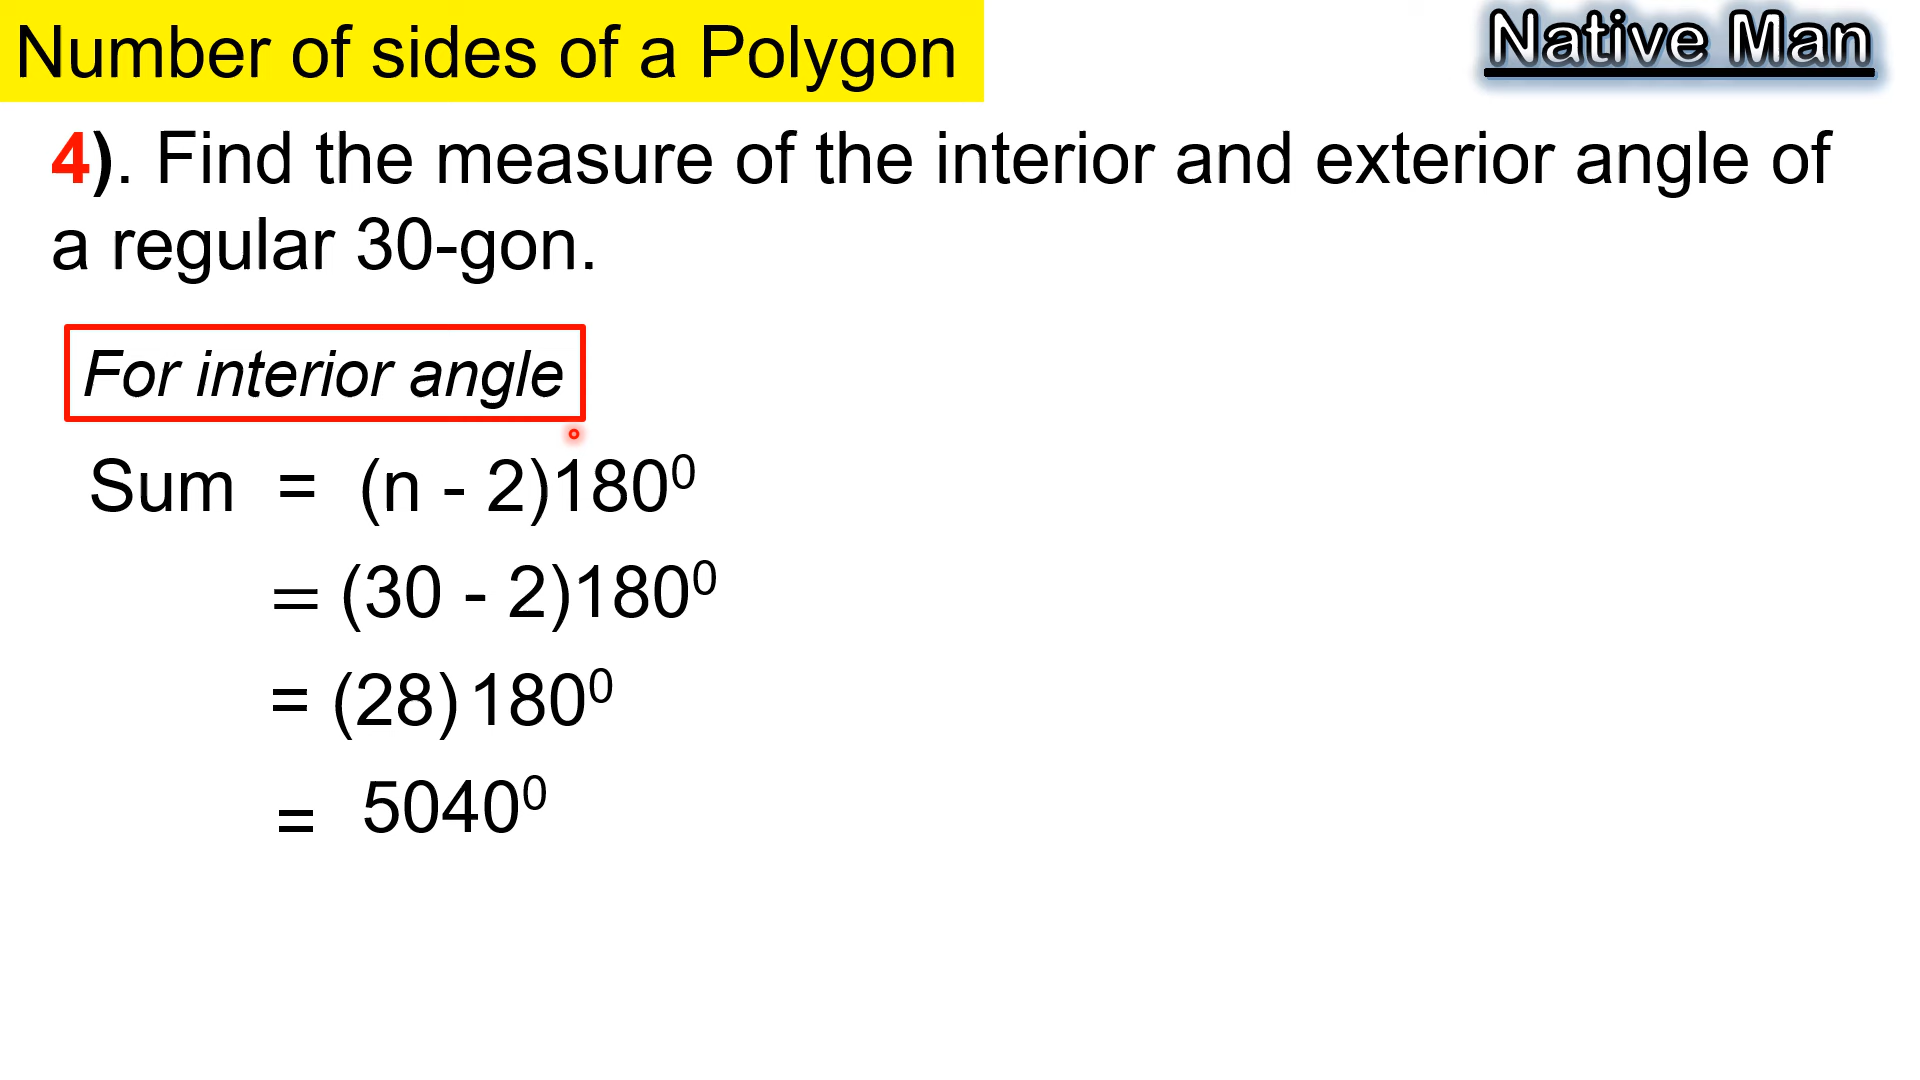 Number of sides of a Polygon
Native Man
4). Find the measure of the interior and exterior angle of
a regular 30-gon.
For interior angle
Sum = (n - 2)180⁰
= (30 - 2)180⁰
= (28) 180⁰
= 5040⁰